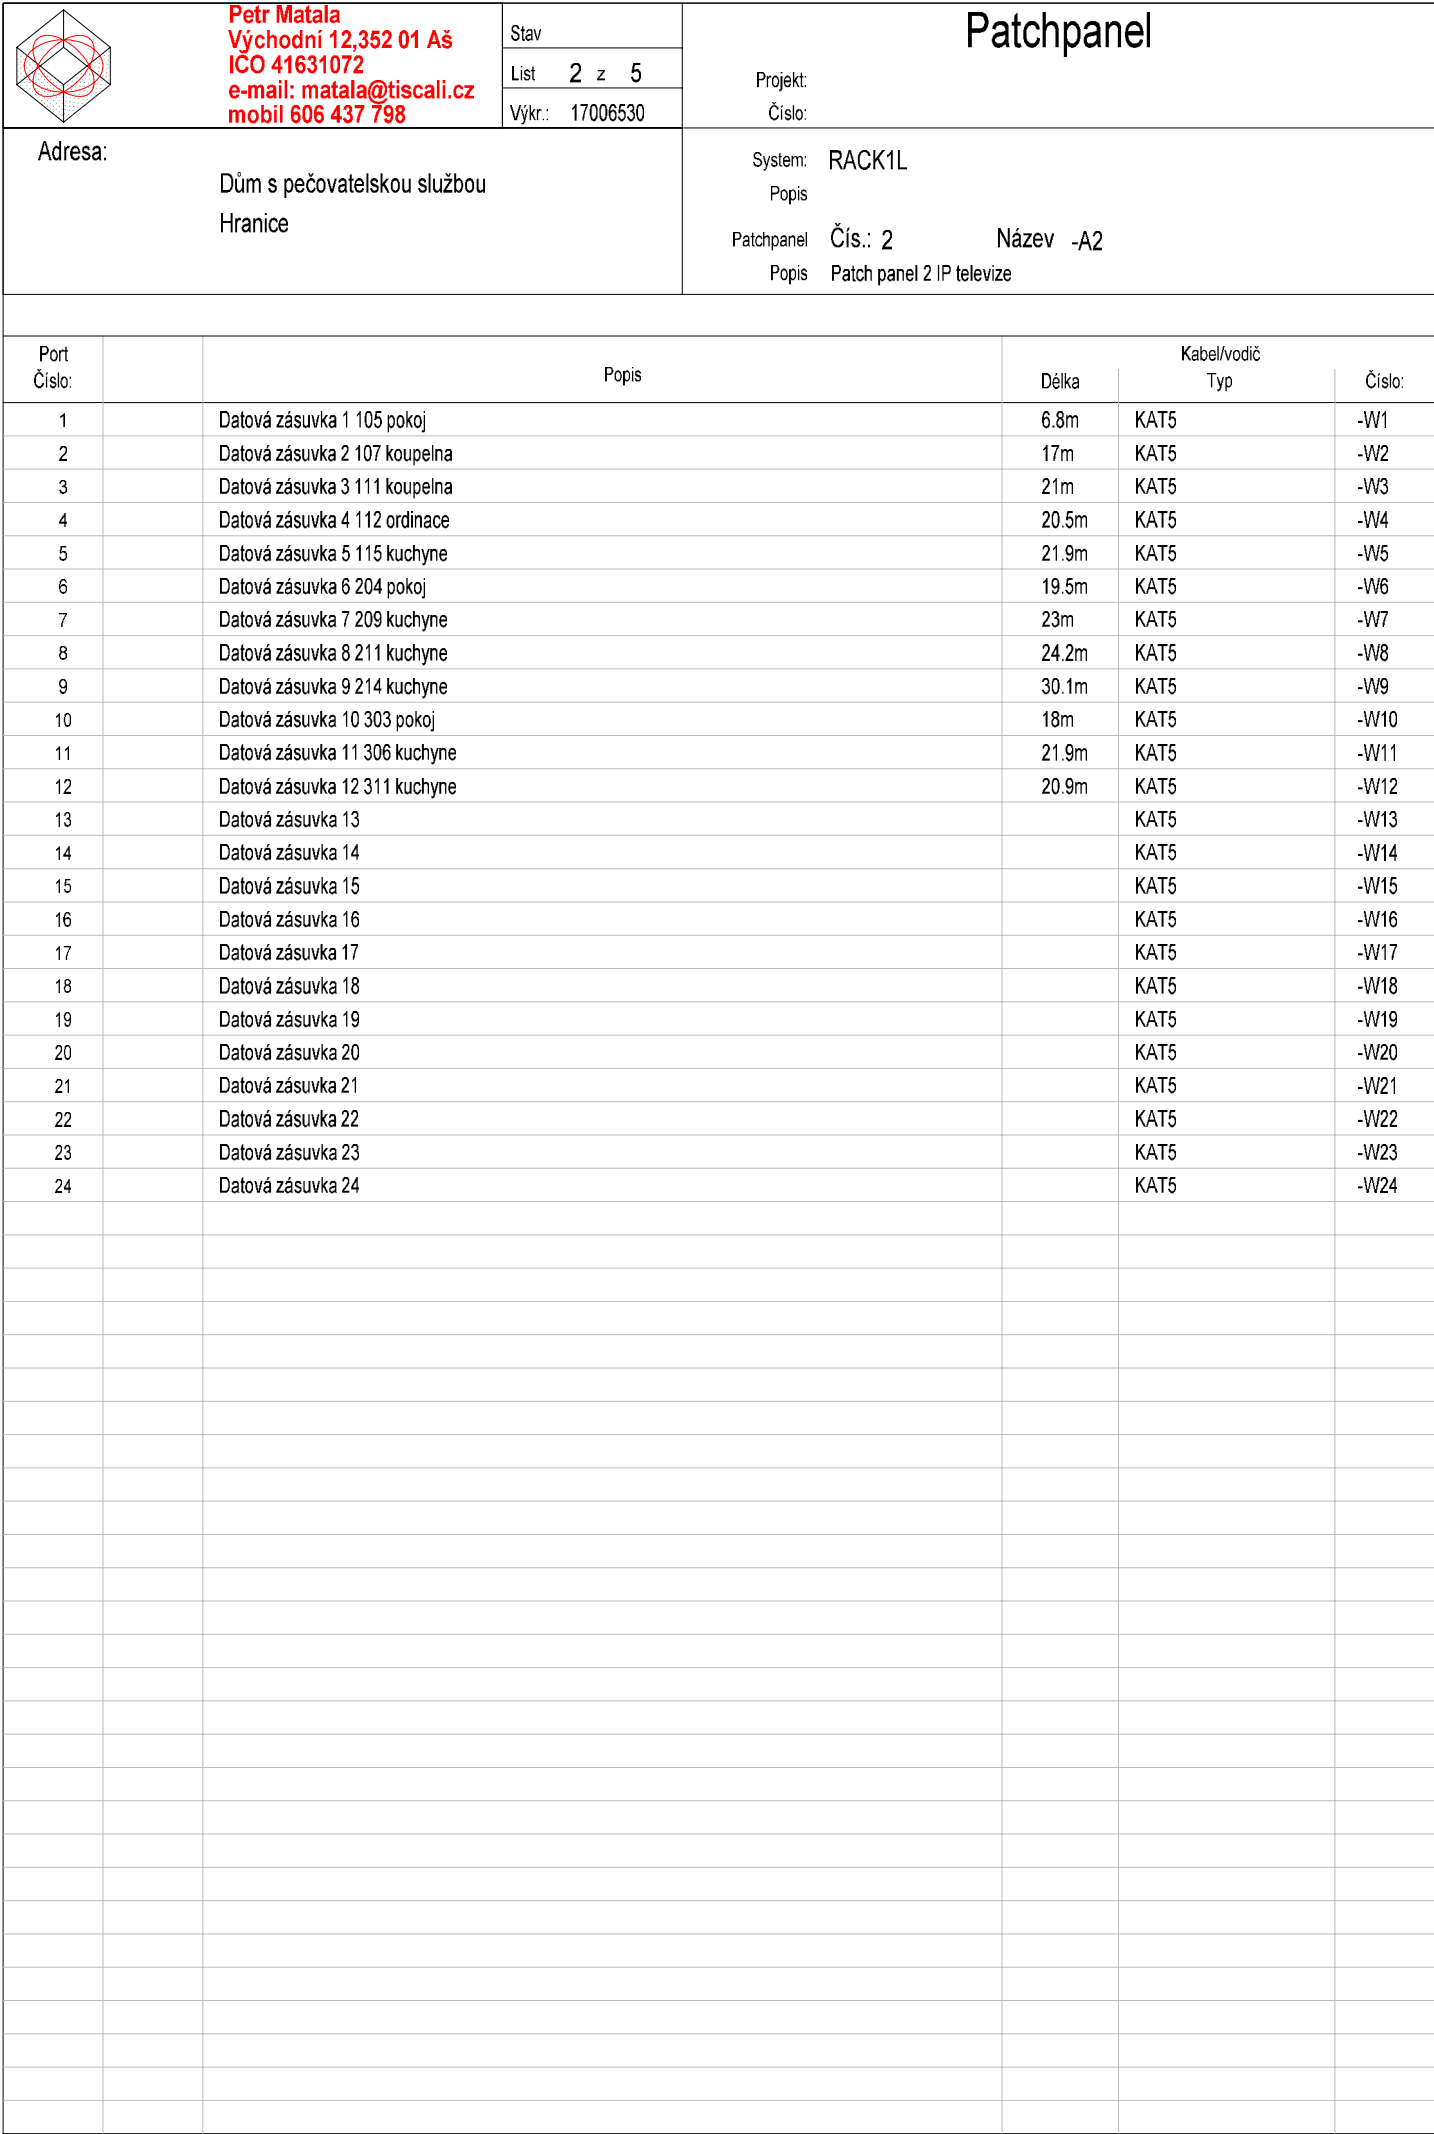 Petr Matala
Východní 12,352 01 Aš
IČO 41631072
e-mail: matala@tiscali.cz
mobil 606 437 798
Stav
List 2 z 5
Výkr.: 17006530
Patchpanel
Projekt:
Číslo:
Adresa:
Dům s pečovatelskou službou
Hranice
System: RACK1L
Popis
Patchpanel Čís.: 2 Název -A2
Popis Patch panel 2 IP televize
Port Číslo: Popis Kabel/vodič
Délka Typ Číslo:
1 Datová zásuvka 1 105 pokoj 6.8m KAT5 -W1
2 Datová zásuvka 2 107 koupelna 17m KAT5 -W2
3 Datová zásuvka 3 111 koupelna 21m KAT5 -W3
4 Datová zásuvka 4 112 ordinace 20.5m KAT5 -W4
5 Datová zásuvka 5 115 kuchyne 21.9m KAT5 -W5
6 Datová zásuvka 6 204 pokoj 19.5m KAT5 -W6
7 Datová zásuvka 7 209 kuchyne 23m KAT5 -W7
8 Datová zásuvka 8 211 kuchyne 24.2m KAT5 -W8
9 Datová zásuvka 9 214 kuchyne 30.1m KAT5 -W9
10 Datová zásuvka 10 303 pokoj 18m KAT5 -W10
11 Datová zásuvka 11 306 kuchyne 21.9m KAT5 -W11
12 Datová zásuvka 12 311 kuchyne 20.9m KAT5 -W12
13 Datová zásuvka 13 KAT5 -W13
14 Datová zásuvka 14 KAT5 -W14
15 Datová zásuvka 15 KAT5 -W15
16 Datová zásuvka 16 KAT5 -W16
17 Datová zásuvka 17 KAT5 -W17
18 Datová zásuvka 18 KAT5 -W18
19 Datová zásuvka 19 KAT5 -W19
20 Datová zásuvka 20 KAT5 -W20
21 Datová zásuvka 21 KAT5 -W21
22 Datová zásuvka 22 KAT5 -W22
23 Datová zásuvka 23 KAT5 -W23
24 Datová zásuvka 24 KAT5 -W24